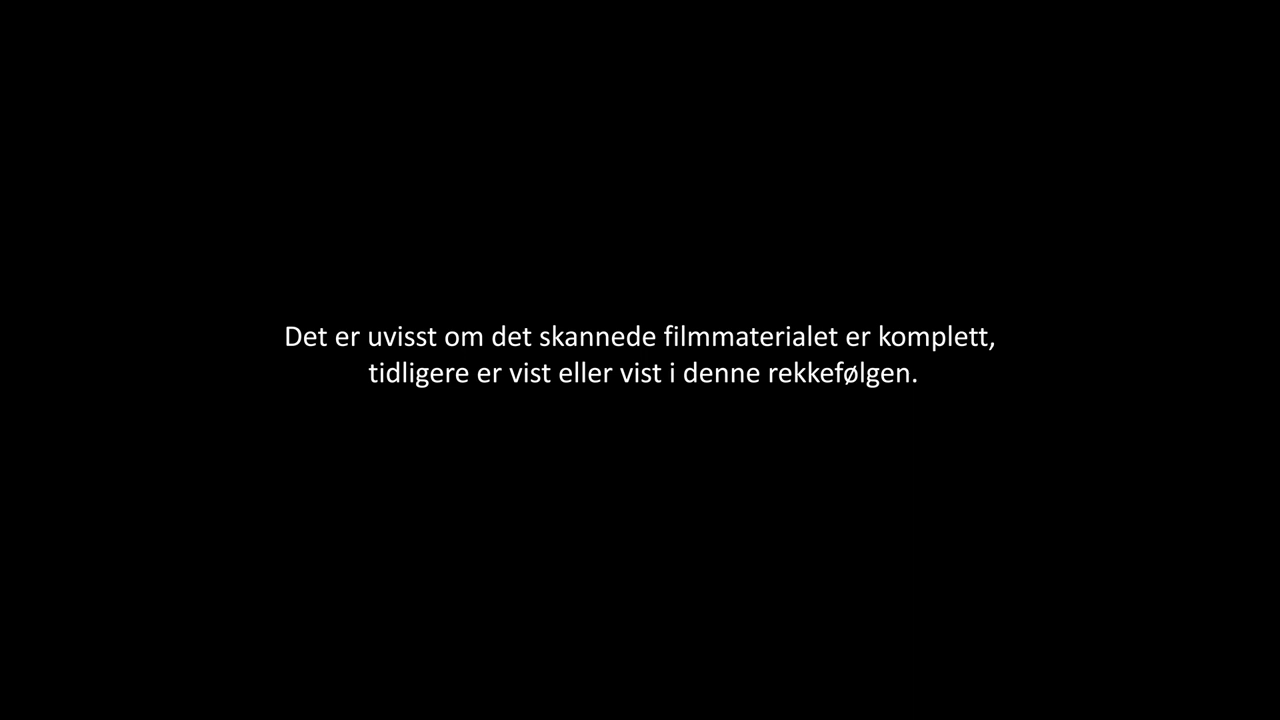 Det er uvisst om det skannede filmmaterialet er komplett,
tidligere er vist eller vist i denne rekkefølgen.